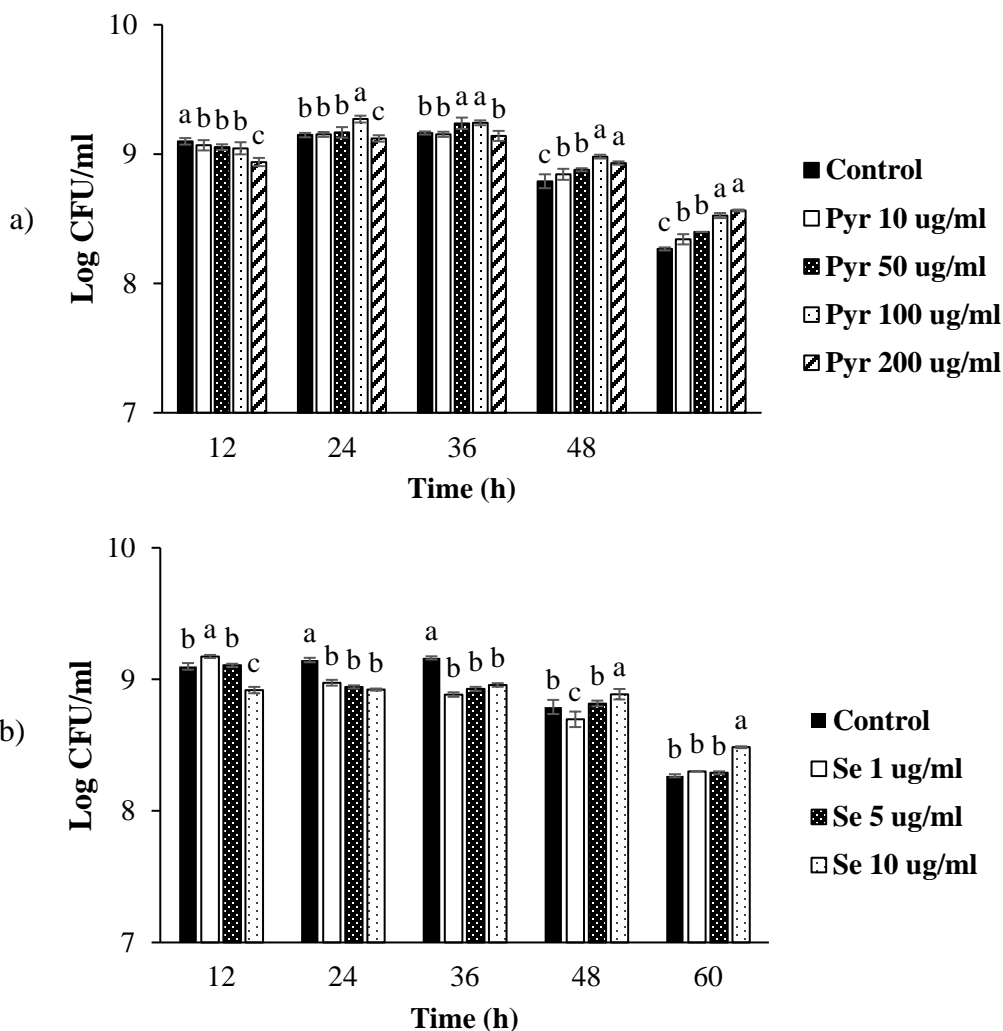 10
a b b b c
b b b a c
b b a a b
c b b a a
c b b a a
9
8
7
a)
Log CFU/ml
12 24 36 48
Time (h)
Control
Pyr 10 ug/ml
Pyr 50 ug/ml
Pyr 100 ug/ml
Pyr 200 ug/ml
10
b a b c
a b b b
a b b b
b c b a
b b b a
9
8
7
b)
Log CFU/ml
12 24 36 48 60
Time (h)
Control
Se 1 ug/ml
Se 5 ug/ml
Se 10 ug/ml